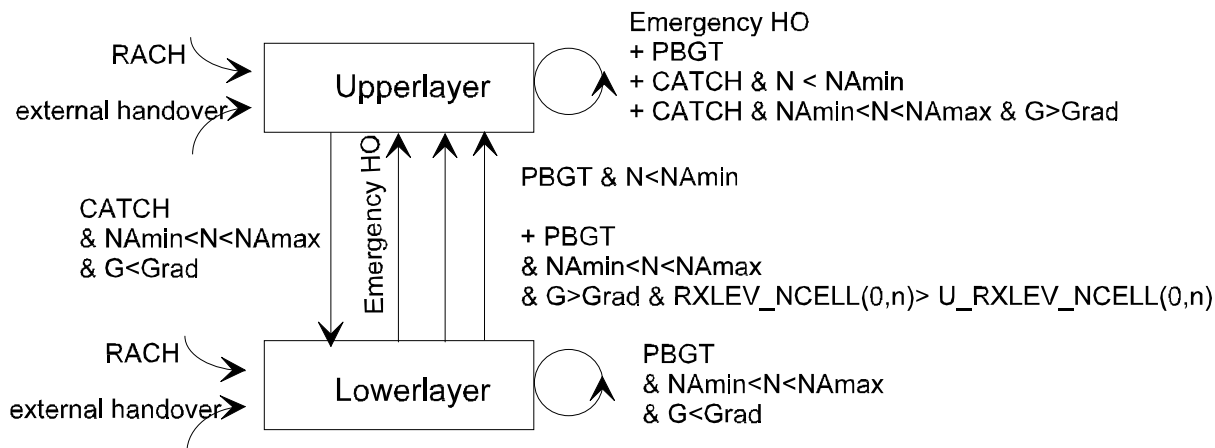 RACH
external handover
Upperlayer
Emergency HO
+ PBGT
+ CATCH & N < NAmin
+ CATCH & NAmin<N<NAmax & G>Grad
CATCH
& NAmin<N<NAmax
& G<Grad
Emergency HO
PBGT & N<NAmin
+ PBGT
& NAmin<N<NAmax
& G>Grad & RXLEV_NCELL(0,n)> U_RXLEV_NCELL(0,n)
RACH
external handover
Lowerlayer
PBGT
& NAmin<N<NAmax
& G<Grad